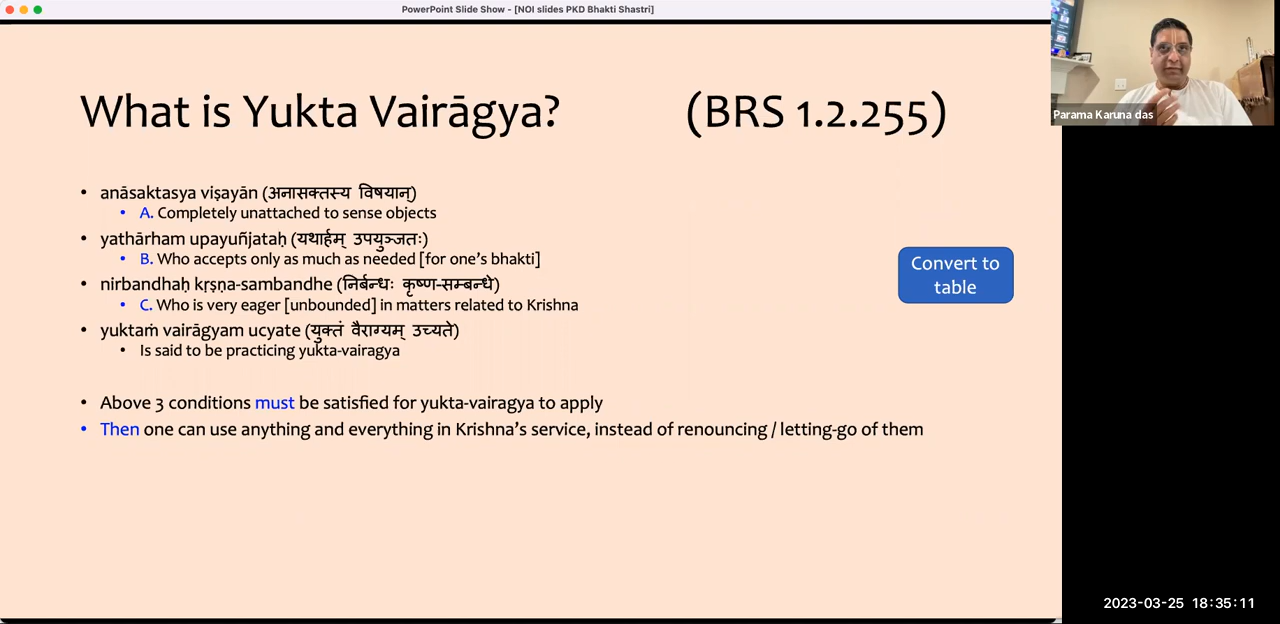 PowerPoint Slide Show - [NOI slides PKD Bhakti Shastri]
What is Yukta Vairāgya? (BRS 1.2.255)
• anāsaktasya viṣayān (अनासक्तस्य विषयान्)
• A. Completely unattached to sense objects
• yathārham upayuñjataḥ (यथार्हम् उपयुञ्जतः)
• B. Who accepts only as much as needed [for one’s bhakti]
• nirbandhaḥ kṛṣṇa-sambandhe (निर्बन्धः कृष्ण-सम्बन्धे)
• C. Who is very eager [unbounded] in matters related to Krishna
• yuktaṁ vairāgyam ucyate (युक्तं वैराग्यम् उच्यते)
• Is said to be practicing yukta-vairagya
• Above 3 conditions must be satisfied for yukta-vairagya to apply
• Then one can use anything and everything in Krishna’s service, instead of renouncing / letting-go of them
Convert to
table
Parama Karuna das
2023-03-25 18:35:11